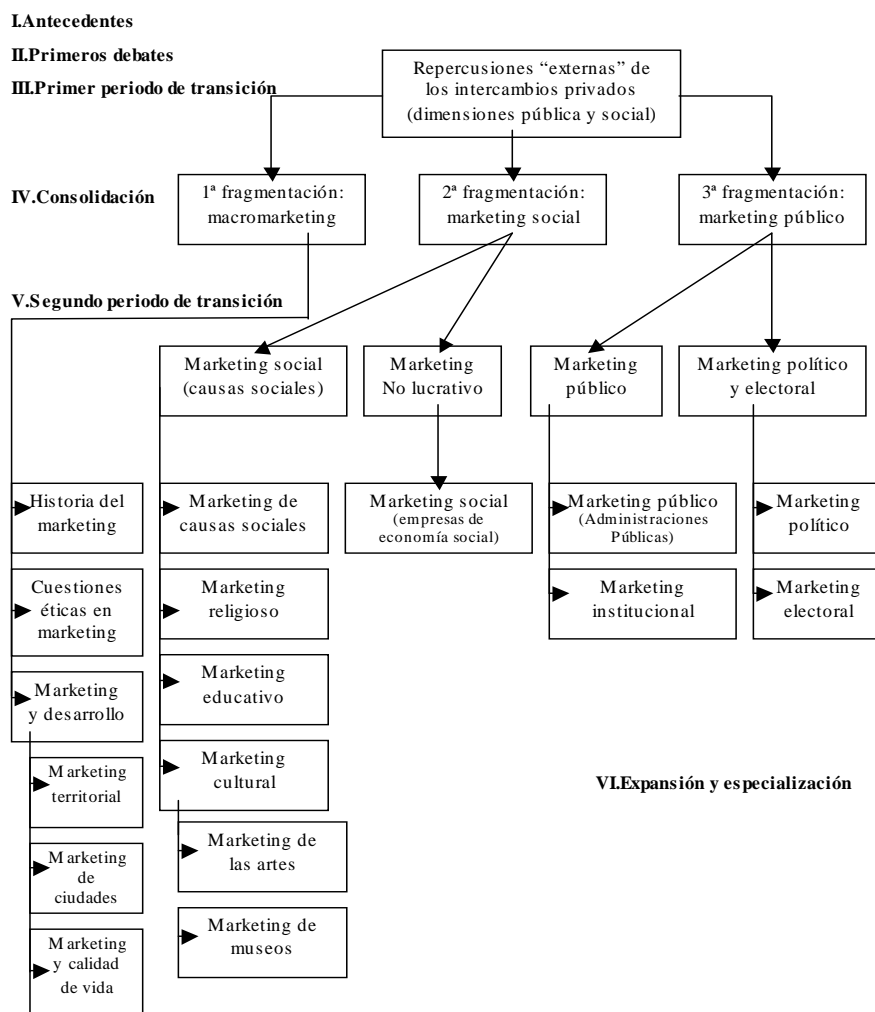 I.Antecedentes
II.Primeros debates
III.Primer periodo de transición
Repercusiones “externas” de
los intercambios privados
(dimensiones pública y social)
IV.Consolidación
1ª fragmentación:
macromarketing
2ª fragmentación:
marketing social
3ª fragmentación:
marketing público
V.Segundo periodo de transición
Marketing social
(causas sociales)
Marketing
No lucrativo
Marketing
público
Marketing político
y electoral
Historia del
marketing
Marketing de
causas sociales
Marketing social
(empresas de
economía social)
Marketing público
(Administraciones
Públicas)
Marketing
político
Cuestiones
éticas en
marketing
Marketing
religioso
Marketing
institucional
Marketing
electoral
Marketing
y desarrollo
Marketing
educativo
Marketing
territorial
Marketing
cultural
VI.Expansión y especialización
Marketing
de
ciudades
Marketing de
las artes
Marketing
y calidad
de vida
Marketing de
museos